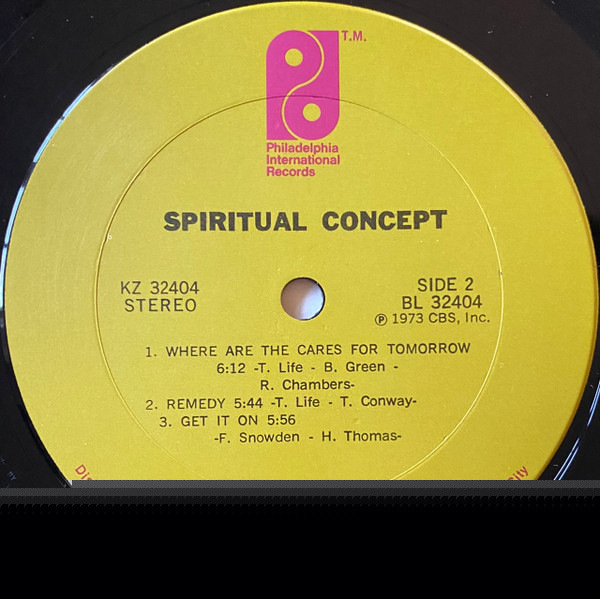 T.M.
Philadelphia
International
Records
SPIRITUAL CONCEPT
KZ 32404
STEREO
SIDE 2
BL 32404
Ⓟ 1973 CBS, Inc.
1. WHERE ARE THE CARES FOR TOMORROW
6:12 -T. Life - B. Green -
R. Chambers-
2. REMEDY 5:44 -T. Life - T. Conway-
3. GET IT ON 5:56
-F. Snowden - H. Thomas-